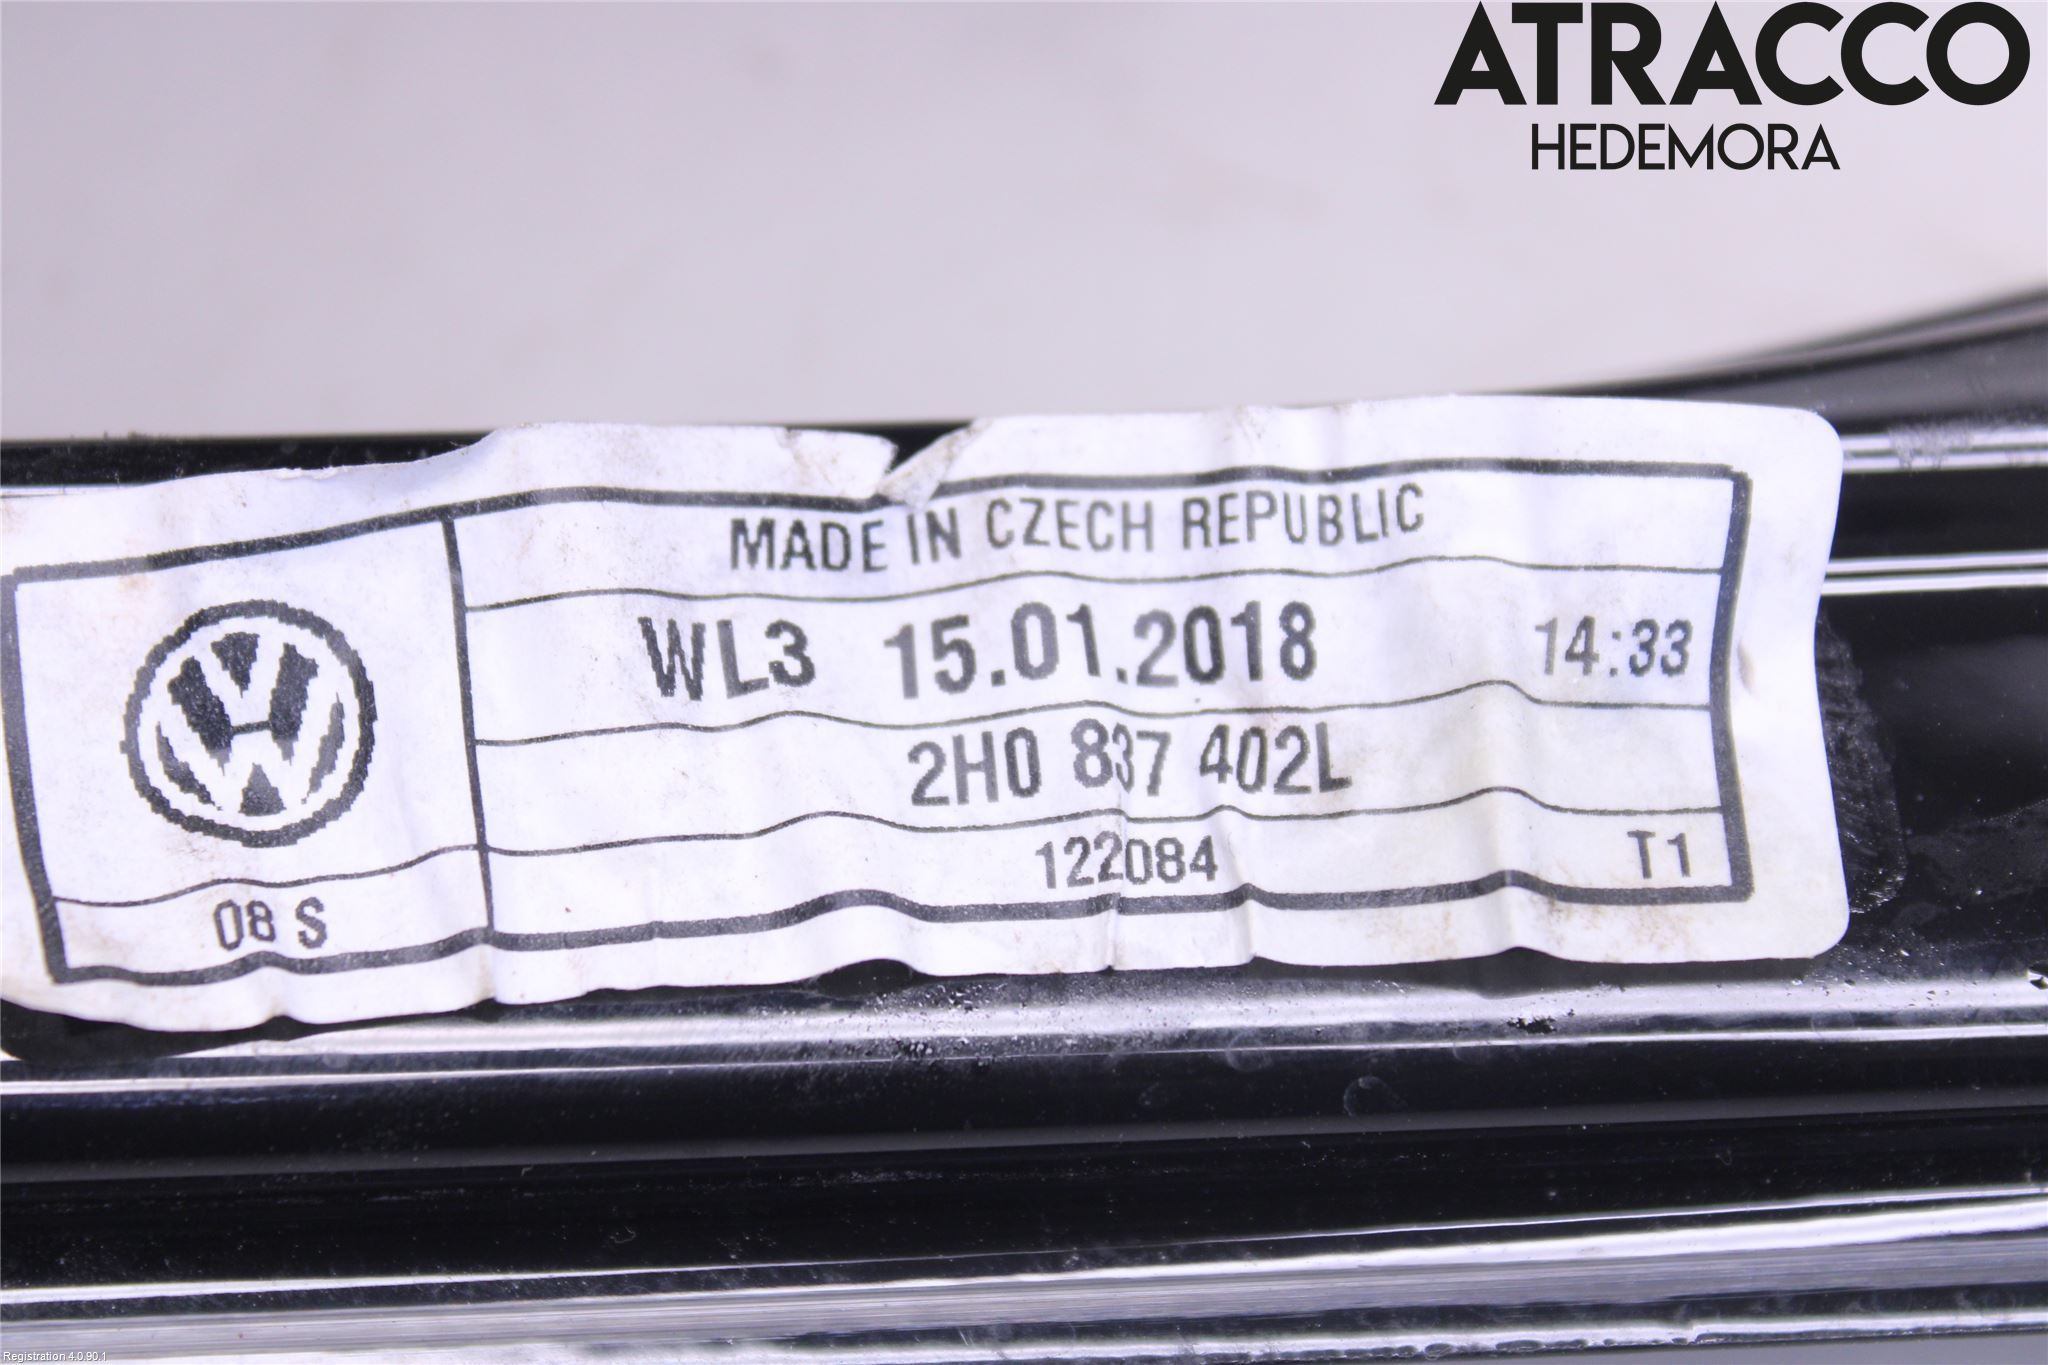 ATRACCO
HEDEMORA
MADE IN CZECH REPUBLIC
WL3 15.01.2018 14:33
2H0 837 402L
122084 T1
08 S
Registration 4.0.90.1